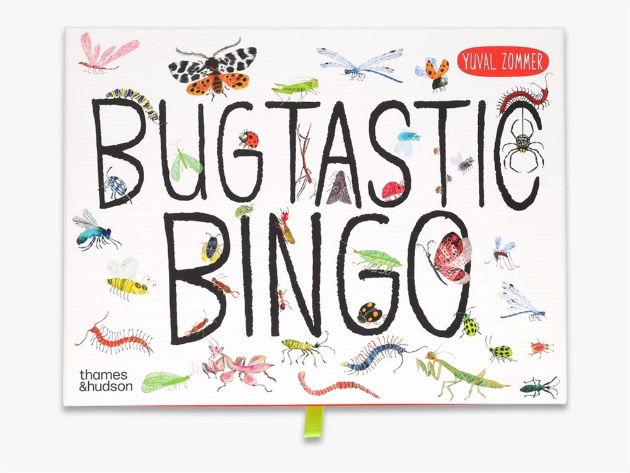 YUVAL ZOMMER
BUGTASTIC
BINGO
thames
&hudson